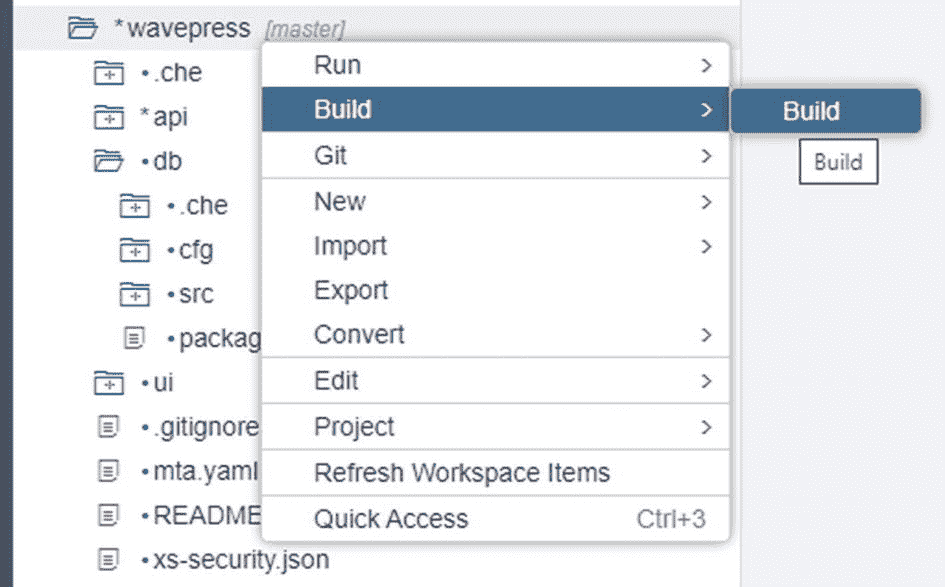 *wavepress [master]
•.che
*api
•db
•.che
•cfg
•src
•packag
•ui
•.gitignore
•mta.yaml
•README
•xs-security.json
Run >
Build >
Git >
New >
Import >
Export
Convert >
Edit >
Project >
Refresh Workspace Items
Quick Access Ctrl+3
Build
Build